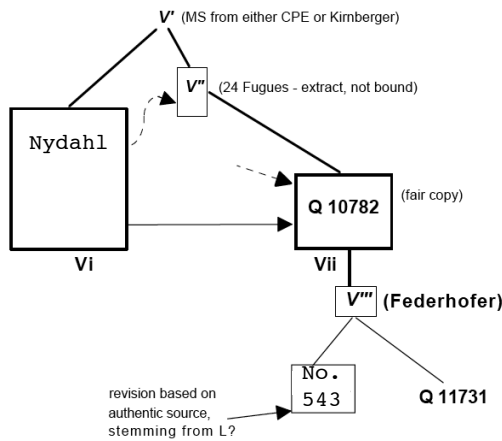 V' (MS from either CPE or Kirnberger)
V" (24 Fugues - extract, not bound)
Nydahl
Q 10782
(fair copy)
Vi
Vii
V''' (Federhofer)
No.
543
Q 11731
revision based on
authentic source,
stemming from L?